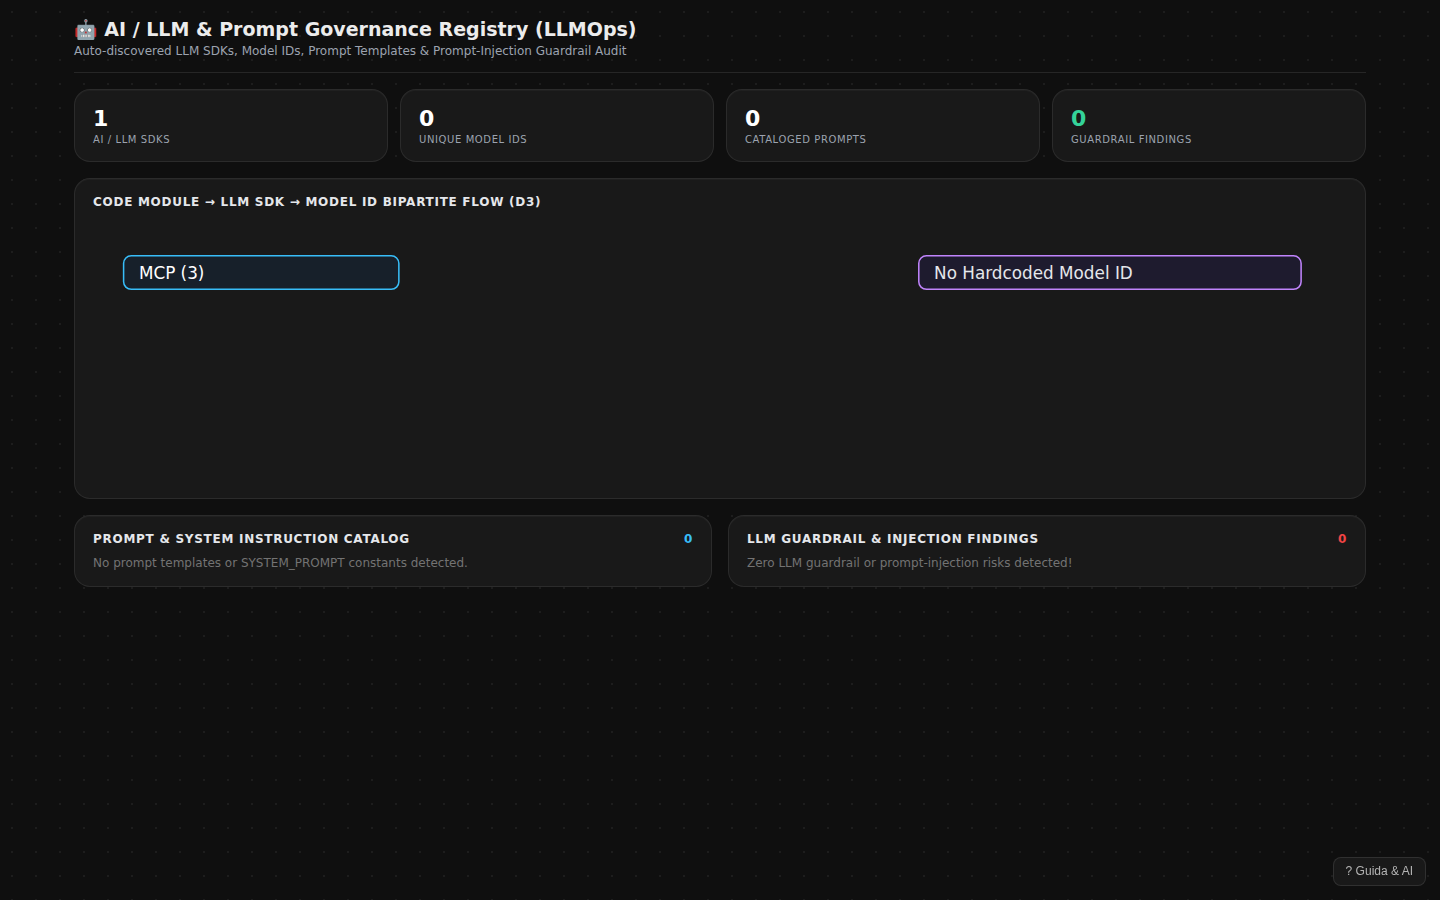 🤖 AI / LLM & Prompt Governance Registry (LLMOps)
Auto-discovered LLM SDKs, Model IDs, Prompt Templates & Prompt-Injection Guardrail Audit
1
AI / LLM SDKS
0
UNIQUE MODEL IDS
0
CATALOGED PROMPTS
0
GUARDRAIL FINDINGS
CODE MODULE → LLM SDK → MODEL ID BIPARTITE FLOW (D3)
MCP (3)
No Hardcoded Model ID
PROMPT & SYSTEM INSTRUCTION CATALOG 0
No prompt templates or SYSTEM_PROMPT constants detected.
LLM GUARDRAIL & INJECTION FINDINGS 0
Zero LLM guardrail or prompt-injection risks detected!
? Guida & AI